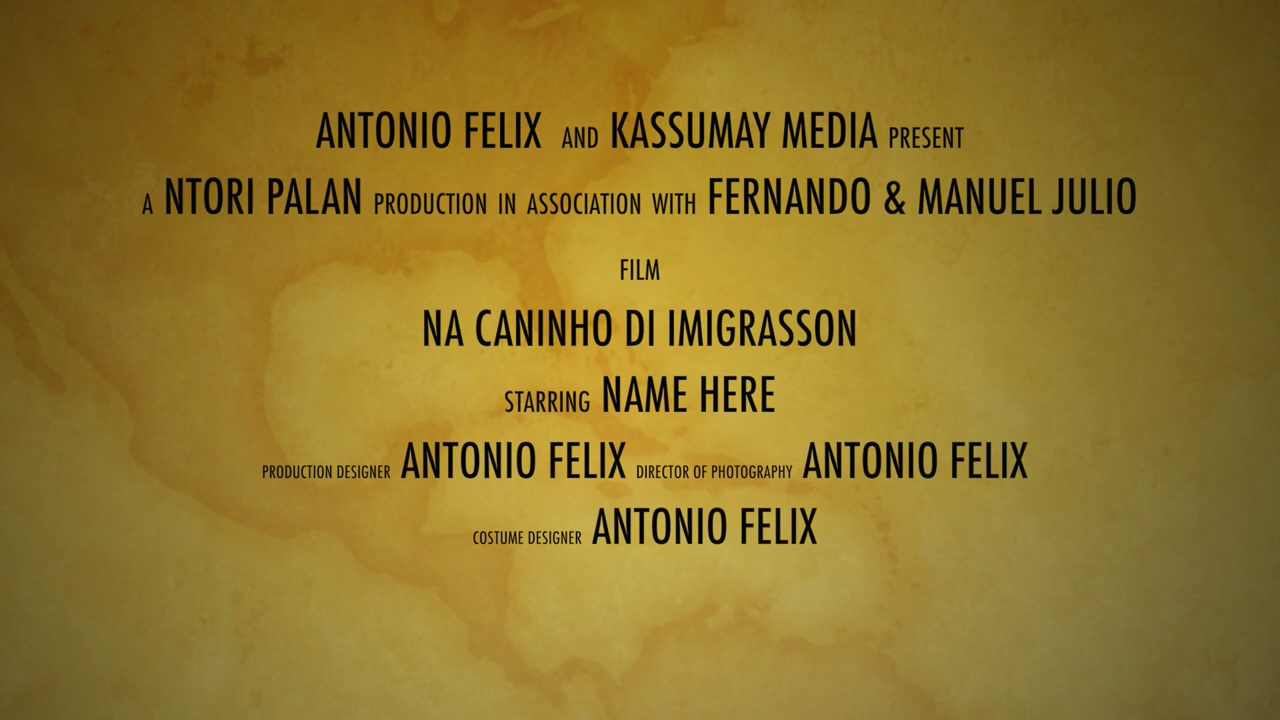 ANTONIO FELIX AND KASSUMAY MEDIA PRESENT
A NTORI PALAN PRODUCTION IN ASSOCIATION WITH FERNANDO & MANUEL JULIO
FILM
NA CANINHO DI IMIGRASSON
STARRING NAME HERE
PRODUCTION DESIGNER ANTONIO FELIX DIRECTOR OF PHOTOGRAPHY ANTONIO FELIX
COSTUME DESIGNER ANTONIO FELIX